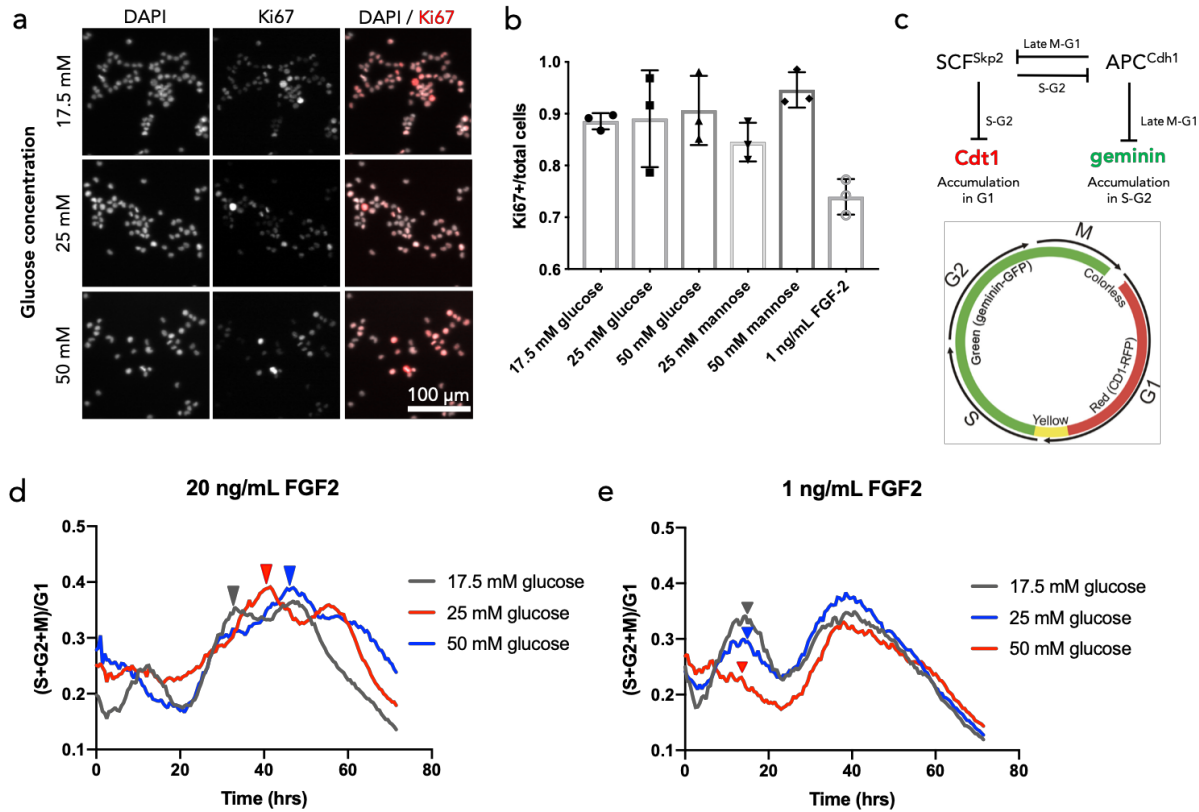 a
DAPI
Ki67
DAPI / Ki67
Glucose concentration
17.5 mM
25 mM
50 mM
100 µm
b
Ki67+/total cells
1.0
0.9
0.8
0.7
0.6
17.5 mM glucose
25 mM glucose
50 mM glucose
25 mM mannose
50 mM mannose
1 ng/mL FGF-2
c
SCFSkp2
Late M-G1
S-G2
APCCdh1
S-G2
Late M-G1
Cdt1
geminin
Accumulation
in G1
Accumulation
in S-G2
M
G2
Colorless
Green (geminin-GFP)
Red (CD1-RFP)
G1
S
Yellow
d
20 ng/mL FGF2
(S+G2+M)/G1
0.5
0.4
0.3
0.2
0.1
0
20
40
60
80
Time (hrs)
17.5 mM glucose
25 mM glucose
50 mM glucose
e
1 ng/mL FGF2
(S+G2+M)/G1
0.5
0.4
0.3
0.2
0.1
0
20
40
60
80
Time (hrs)
17.5 mM glucose
25 mM glucose
50 mM glucose